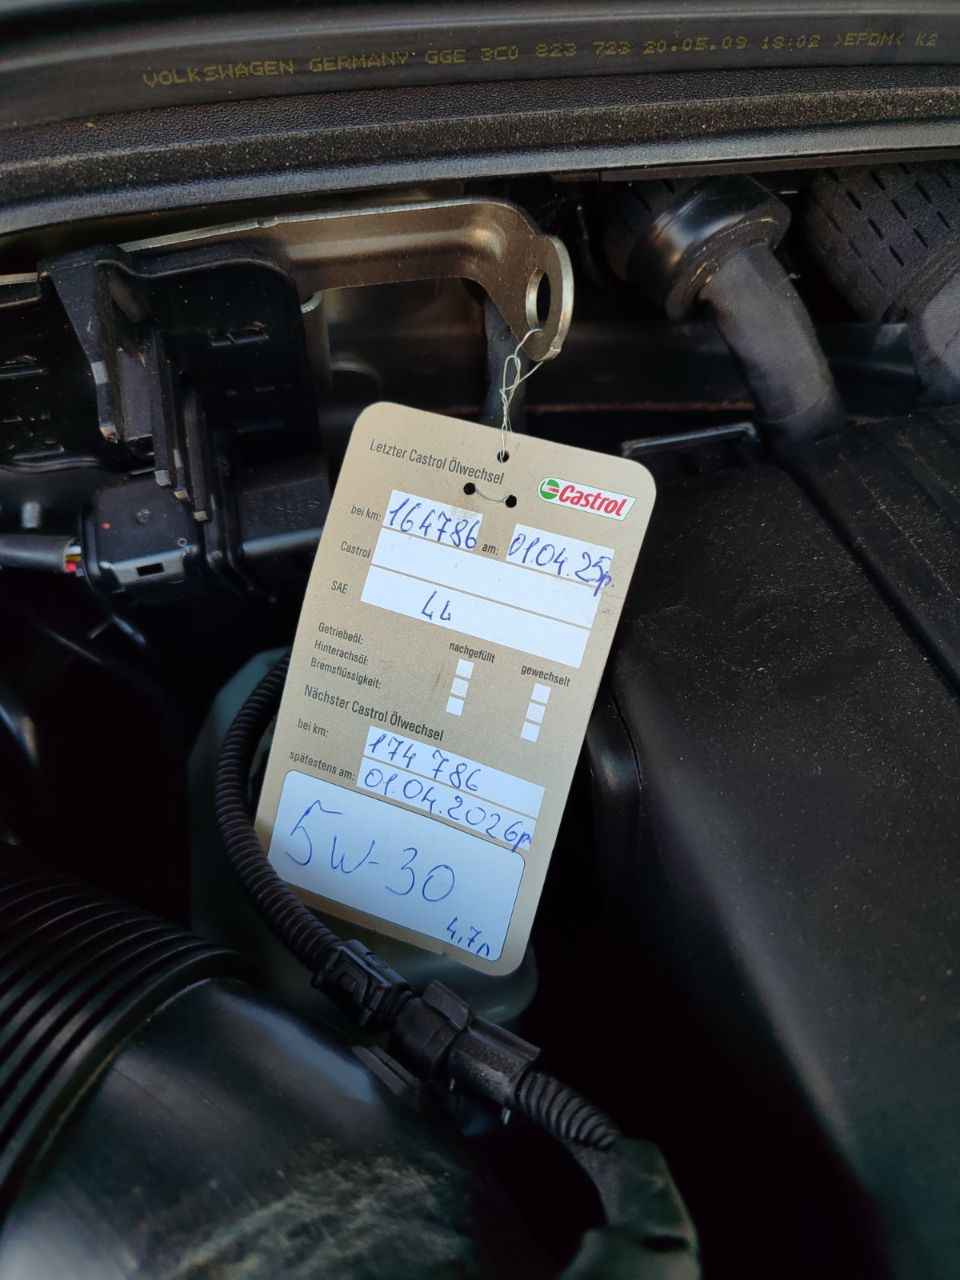 VOLKSWAGEN GERMANY GGE 3C0 823 723 20.05.09 18:02 >EPDM< K2
Letzter Castrol Ölwechsel
Castrol
bei km: 164786 am: 01.04.25р.
Castrol
SAE
LL
nachgefüllt gewechselt
Getriebeöl:
Hinterachsöl:
Bremsflüssigkeit:
Nächster Castrol Ölwechsel
bei km: 174 786
spätestens am: 01.04.2026р
5W-30
4,7л